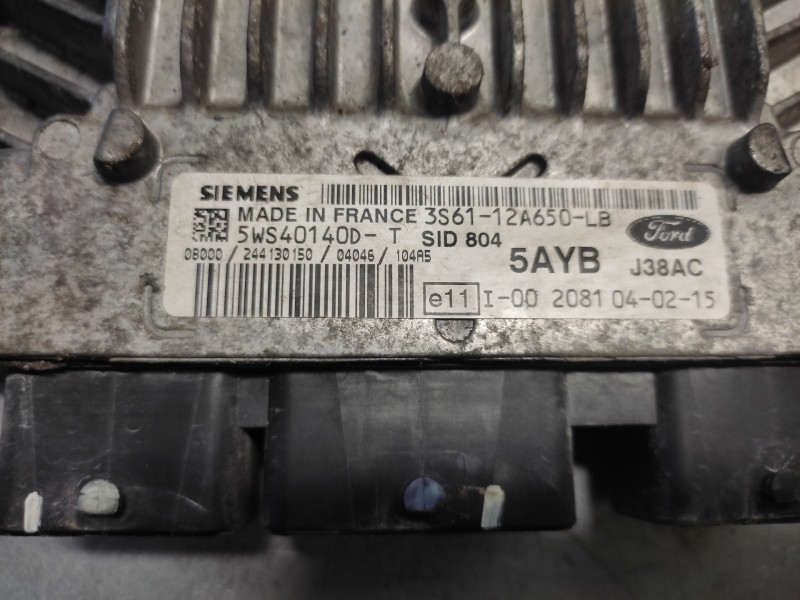 SIEMENS
MADE IN FRANCE 3S61-12A650-LB
5WS40140D-T SID 804
Ford
08000 / 244130150 / 04046 / 104A5
5AYB J38AC
e11 I-00 2081 04-02-15